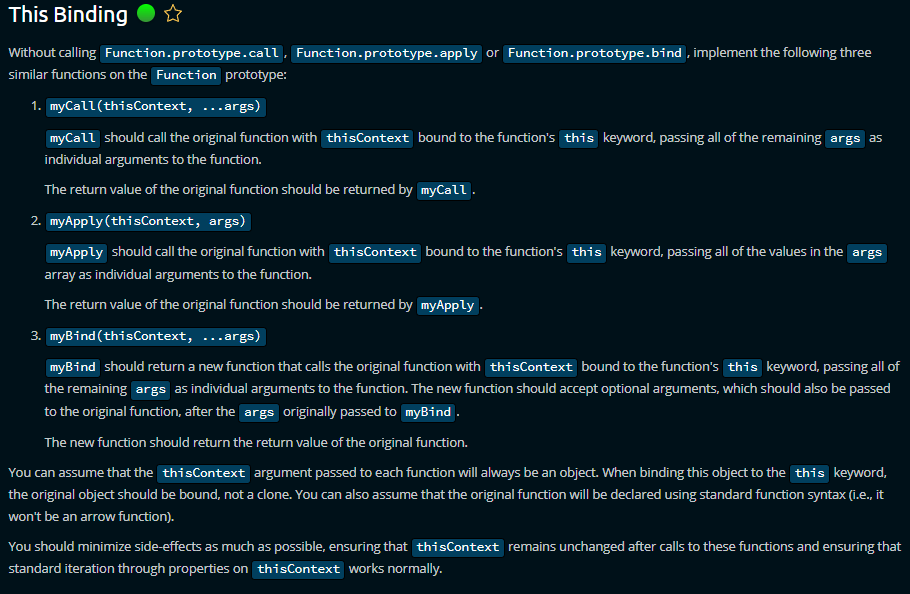 This Binding
Without calling Function.prototype.call, Function.prototype.apply or Function.prototype.bind, implement the following three
similar functions on the Function prototype:
1. myCall(thisContext, ...args)
myCall should call the original function with thisContext bound to the function's this keyword, passing all of the remaining args as
individual arguments to the function.
The return value of the original function should be returned by myCall.
2. myApply(thisContext, args)
myApply should call the original function with thisContext bound to the function's this keyword, passing all of the values in the args
array as individual arguments to the function.
The return value of the original function should be returned by myApply.
3. myBind(thisContext, ...args)
myBind should return a new function that calls the original function with thisContext bound to the function's this keyword, passing all of
the remaining args as individual arguments to the function. The new function should accept optional arguments, which should also be passed
to the original function, after the args originally passed to myBind.
The new function should return the return value of the original function.
You can assume that the thisContext argument passed to each function will always be an object. When binding this object to the this keyword,
the original object should be bound, not a clone. You can also assume that the original function will be declared using standard function syntax (i.e., it
won't be an arrow function).
You should minimize side-effects as much as possible, ensuring that thisContext remains unchanged after calls to these functions and ensuring that
standard iteration through properties on thisContext works normally.